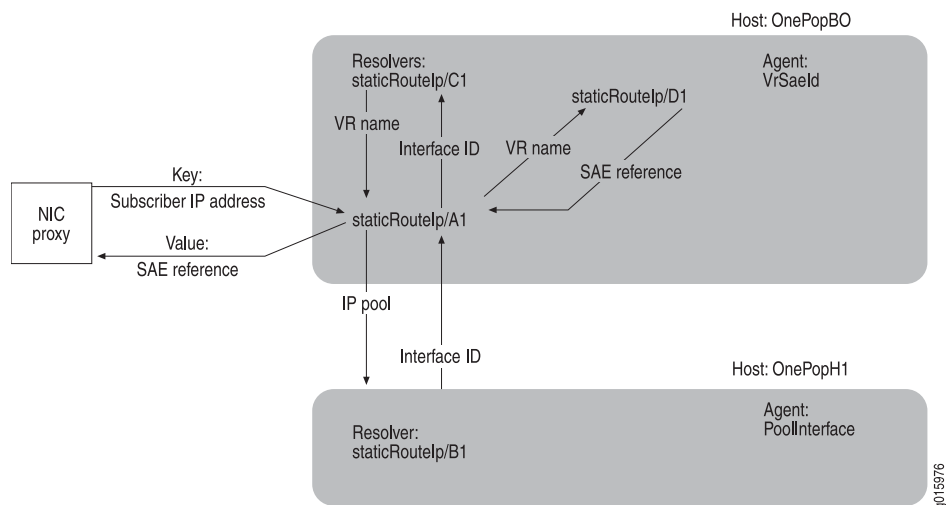 Host: OnePopBO
Resolvers:
staticRouteIp/C1
Agent:
VrSaeId
staticRouteIp/D1
VR name
Interface ID
VR name
SAE reference
Key:
Subscriber IP address
NIC
proxy
staticRouteIp/A1
Value:
SAE reference
IP pool
Interface ID
Host: OnePopH1
Agent:
PoolInterface
Resolver:
staticRouteIp/B1
g015976